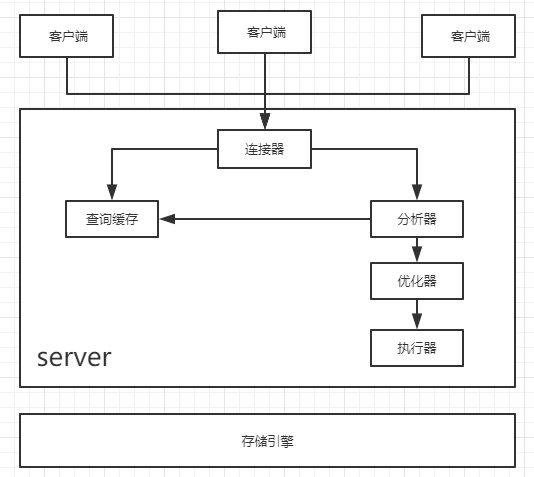 客户端
客户端
客户端
连接器
查询缓存
分析器
优化器
执行器
server
存储引擎